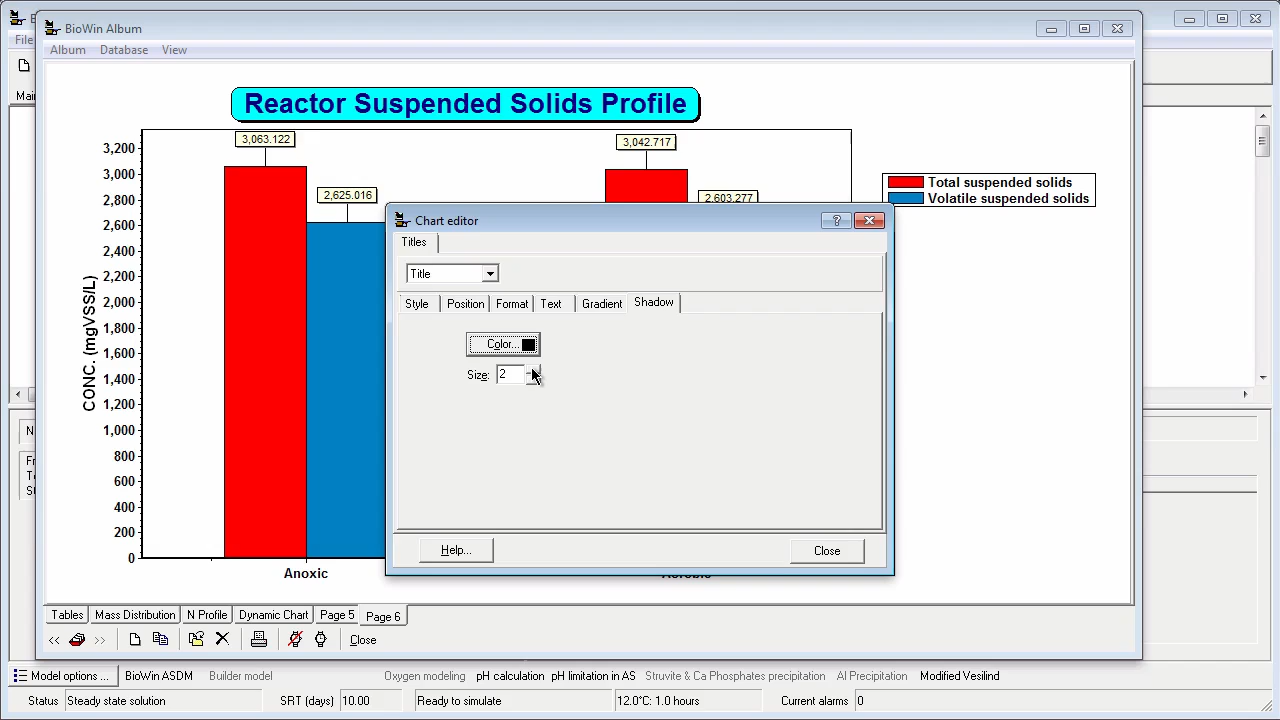 BioWin Album
File
Album Database View
Mai
Reactor Suspended Solids Profile
3,063.122
3,042.717
2,625.016
2,603.277
Total suspended solids
Volatile suspended solids
CONC. (mgVSS/L)
3,200
3,000
2,800
2,600
2,400
2,200
2,000
1,800
1,600
1,400
1,200
1,000
800
600
400
200
0
Anoxic
Aerobic
Chart editor
Titles
Title
Style Position Format Text Gradient Shadow
Color...
Size: 2
Help... Close
Tables Mass Distribution N Profile Dynamic Chart Page 5 Page 6
<< >> Close
Model options ... BioWin ASDM Builder model Oxygen modeling pH calculation pH limitation in AS Struvite & Ca Phosphates precipitation Al Precipitation Modified Vesilind
Status Steady state solution SRT (days) 10.00 Ready to simulate 12.0°C: 1.0 hours Current alarms 0